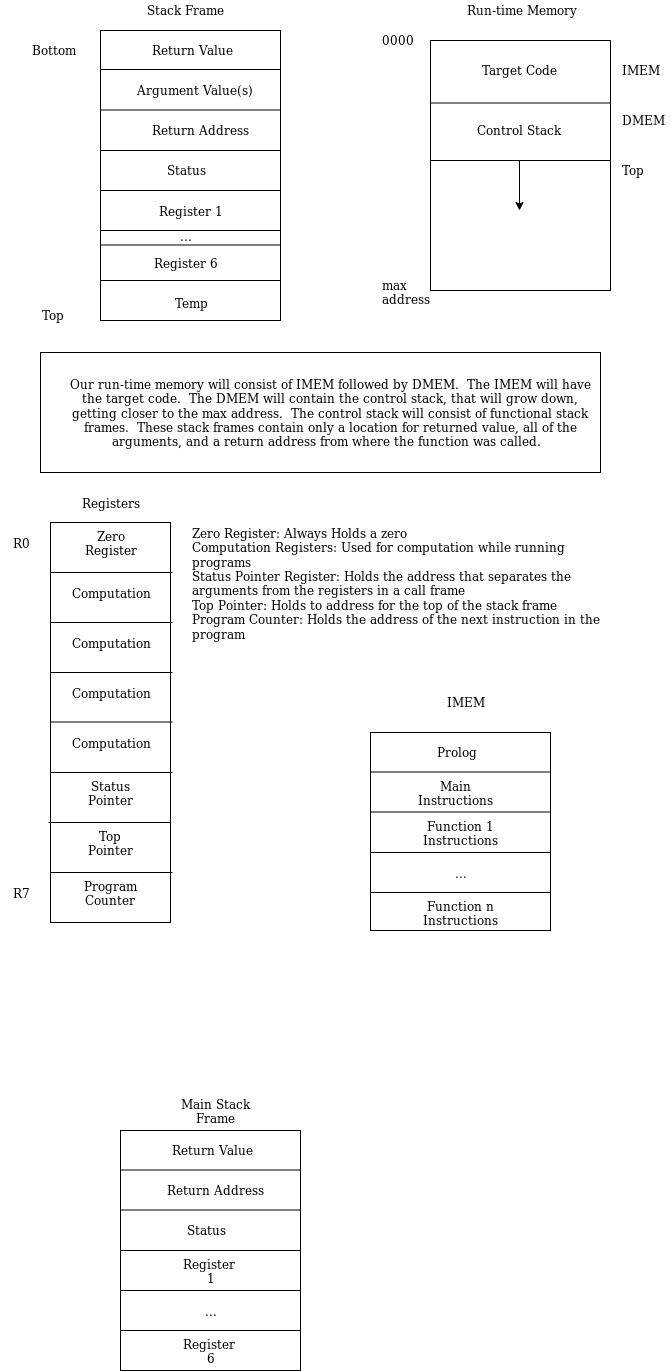 Stack Frame
Bottom
Return Value
Argument Value(s)
Return Address
Status
Register 1
...
Register 6
Temp
Top
Run-time Memory
0000
Target Code
IMEM
DMEM
Control Stack
Top
max
address
Our run-time memory will consist of IMEM followed by DMEM.  The IMEM will have
the target code.  The DMEM will contain the control stack, that will grow down,
getting closer to the max address.  The control stack will consist of functional stack
frames.  These stack frames contain only a location for returned value, all of the
arguments, and a return address from where the function was called.
Registers
R0
Zero
Register
Computation
Computation
Computation
Computation
Status
Pointer
Top
Pointer
R7
Program
Counter
Zero Register: Always Holds a zero
Computation Registers: Used for computation while running
programs
Status Pointer Register: Holds the address that separates the
arguments from the registers in a call frame
Top Pointer: Holds to address for the top of the stack frame
Program Counter: Holds the address of the next instruction in the
program
IMEM
Prolog
Main
Instructions
Function 1
Instructions
...
Function n
Instructions
Main Stack
Frame
Return Value
Return Address
Status
Register
1
...
Register
6